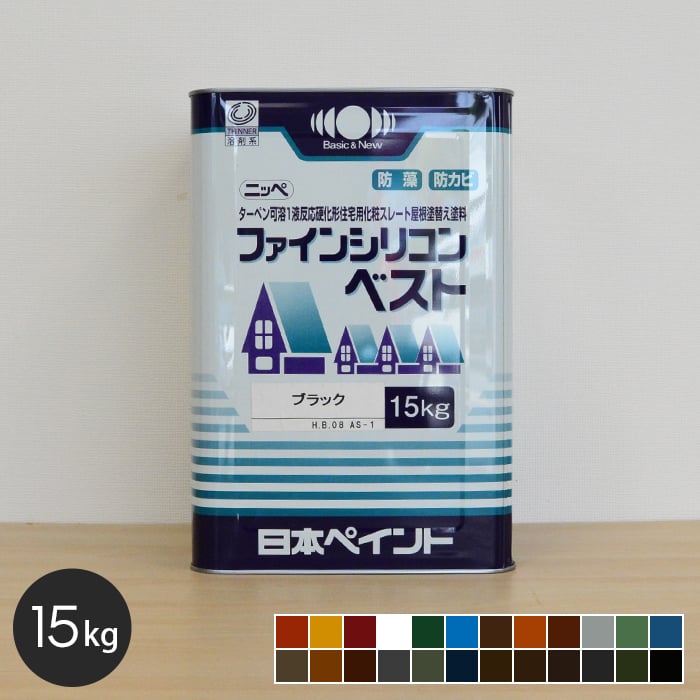 THINNER
溶剤系
Basic & New
防藻 防カビ
ニッペ
ターペン可溶1液反応硬化形住宅用化粧スレート屋根塗替え塗料
ファインシリコン
ベスト
ブラック
15kg
H.B.08 AS-1
日本ペイント
15kg